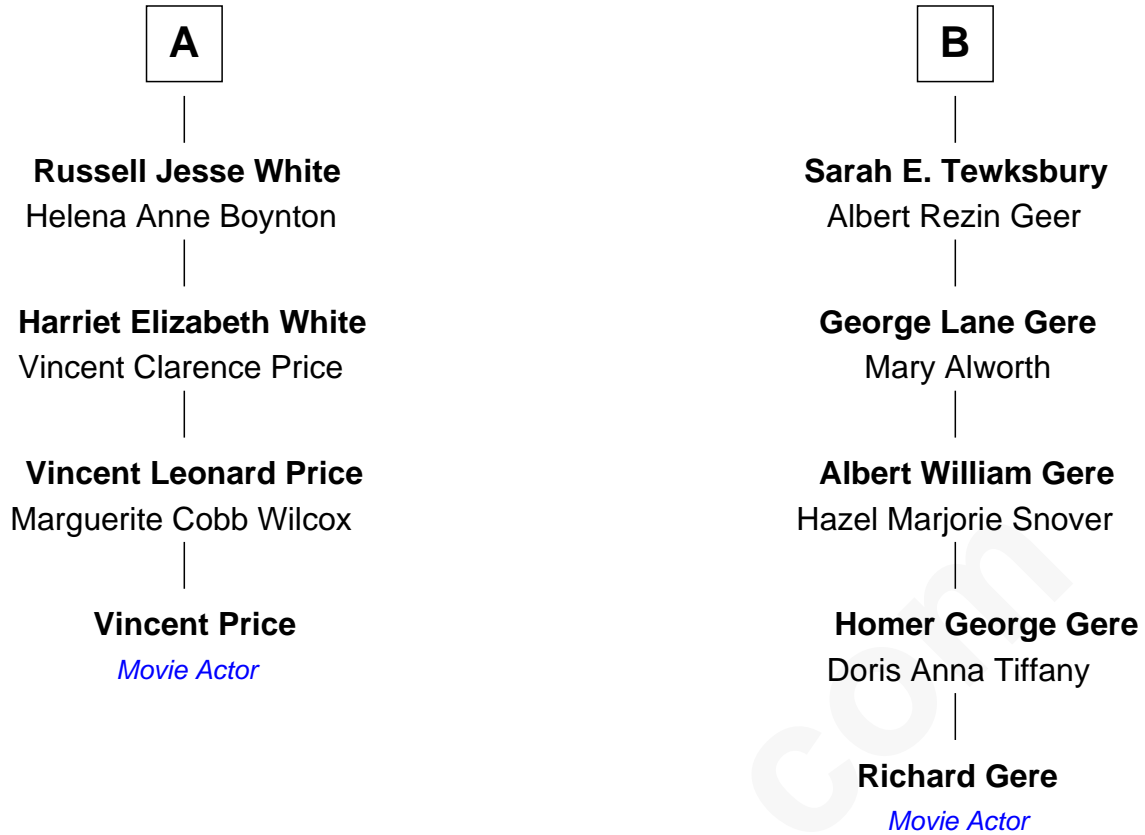 A
Russell Jesse White
Helena Anne Boynton
Harriet Elizabeth White
Vincent Clarence Price
Vincent Leonard Price
Marguerite Cobb Wilcox
Vincent Price
Movie Actor
B
Sarah E. Tewksbury
Albert Rezin Geer
George Lane Gere
Mary Alworth
Albert William Gere
Hazel Marjorie Snover
Homer George Gere
Doris Anna Tiffany
Richard Gere
Movie Actor
com